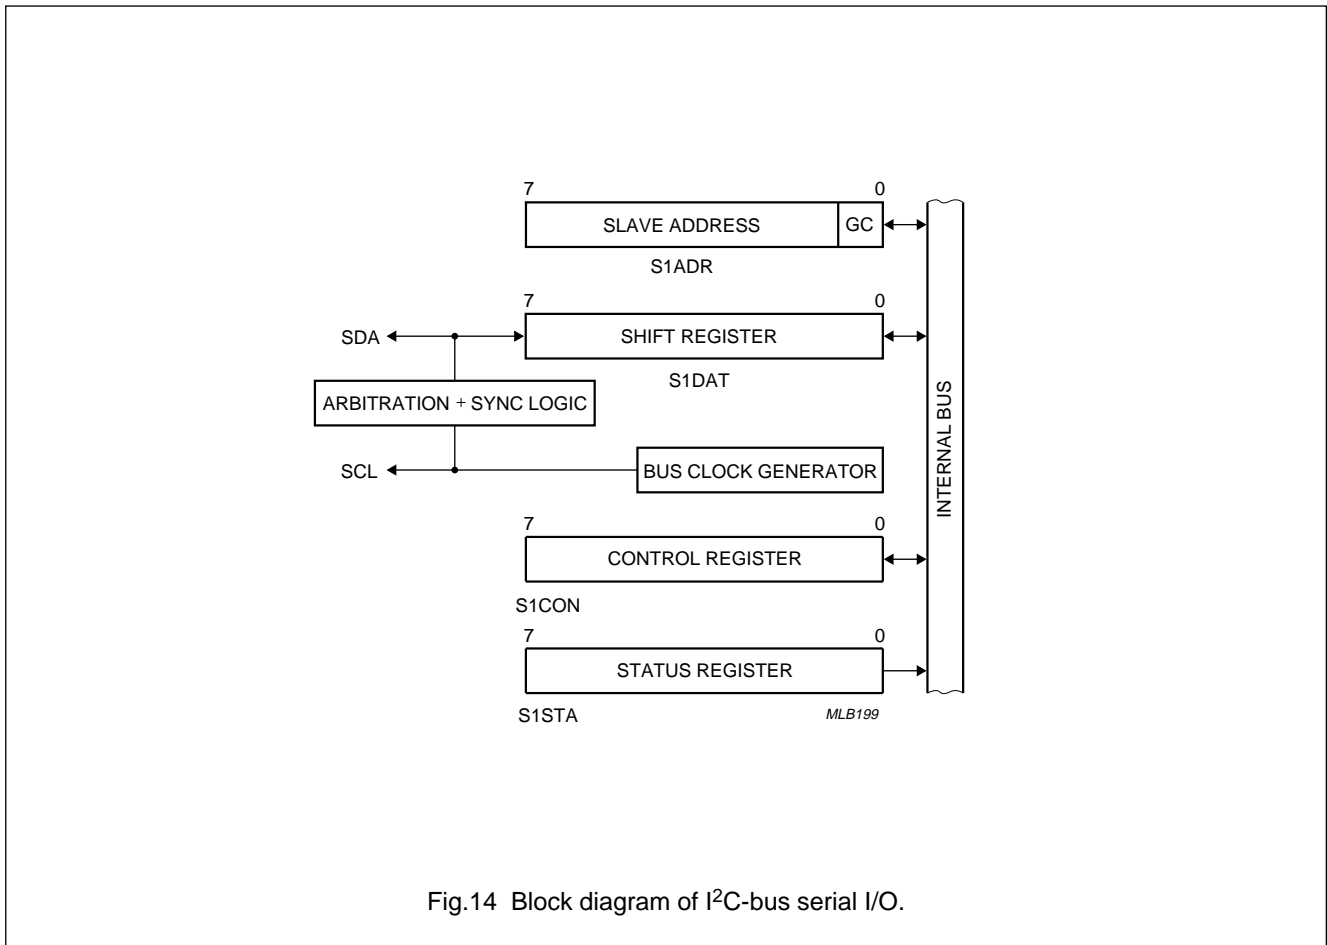 7 0
SLAVE ADDRESS GC
S1ADR
7 0
SDA SHIFT REGISTER
S1DAT
ARBITRATION + SYNC LOGIC
SCL BUS CLOCK GENERATOR
INTERNAL BUS
7 0
CONTROL REGISTER
S1CON
7 0
STATUS REGISTER
S1STA MLB199
Fig.14 Block diagram of I²C-bus serial I/O.